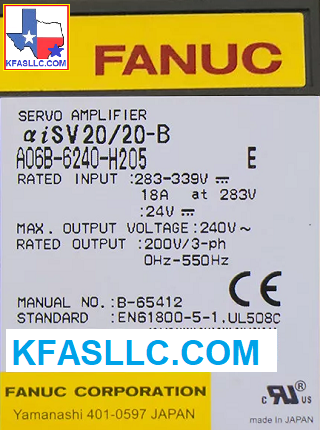 KFASLLC.COM
FANUC
SERVO AMPLIFIER
αiSV20/20-B
A06B-6240-H205 E
RATED INPUT :283-339V⎓
18A at 283V
:24V⎓
MAX. OUTPUT VOLTAGE:240V~
RATED OUTPUT :200V/3-ph
0Hz-550Hz
MANUAL NO.:B-65412
STANDARD :EN61800-5-1,UL508C
CE
KFASLLC.COM
FANUC CORPORATION
Yamanashi 401-0597 JAPAN
c UR US
made in JAPAN